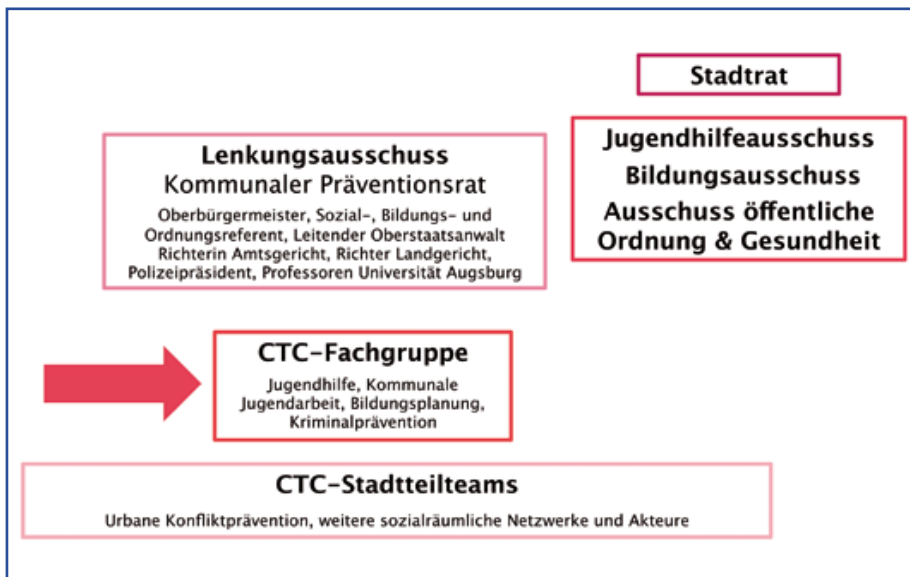 Stadtrat
Jugendhilfeausschuss
Bildungsausschuss
Ausschuss öffentliche
Ordnung & Gesundheit
Lenkungsausschuss
Kommunaler Präventionsrat
Oberbürgermeister, Sozial-, Bildungs- und
Ordnungsreferent, Leitender Oberstaatsanwalt
Richterin Amtsgericht, Richter Landgericht,
Polizeipräsident, Professoren Universität Augsburg
CTC-Fachgruppe
Jugendhilfe, Kommunale
Jugendarbeit, Bildungsplanung,
Kriminalprävention
CTC-Stadtteilteams
Urbane Konfliktprävention, weitere sozialräumliche Netzwerke und Akteure